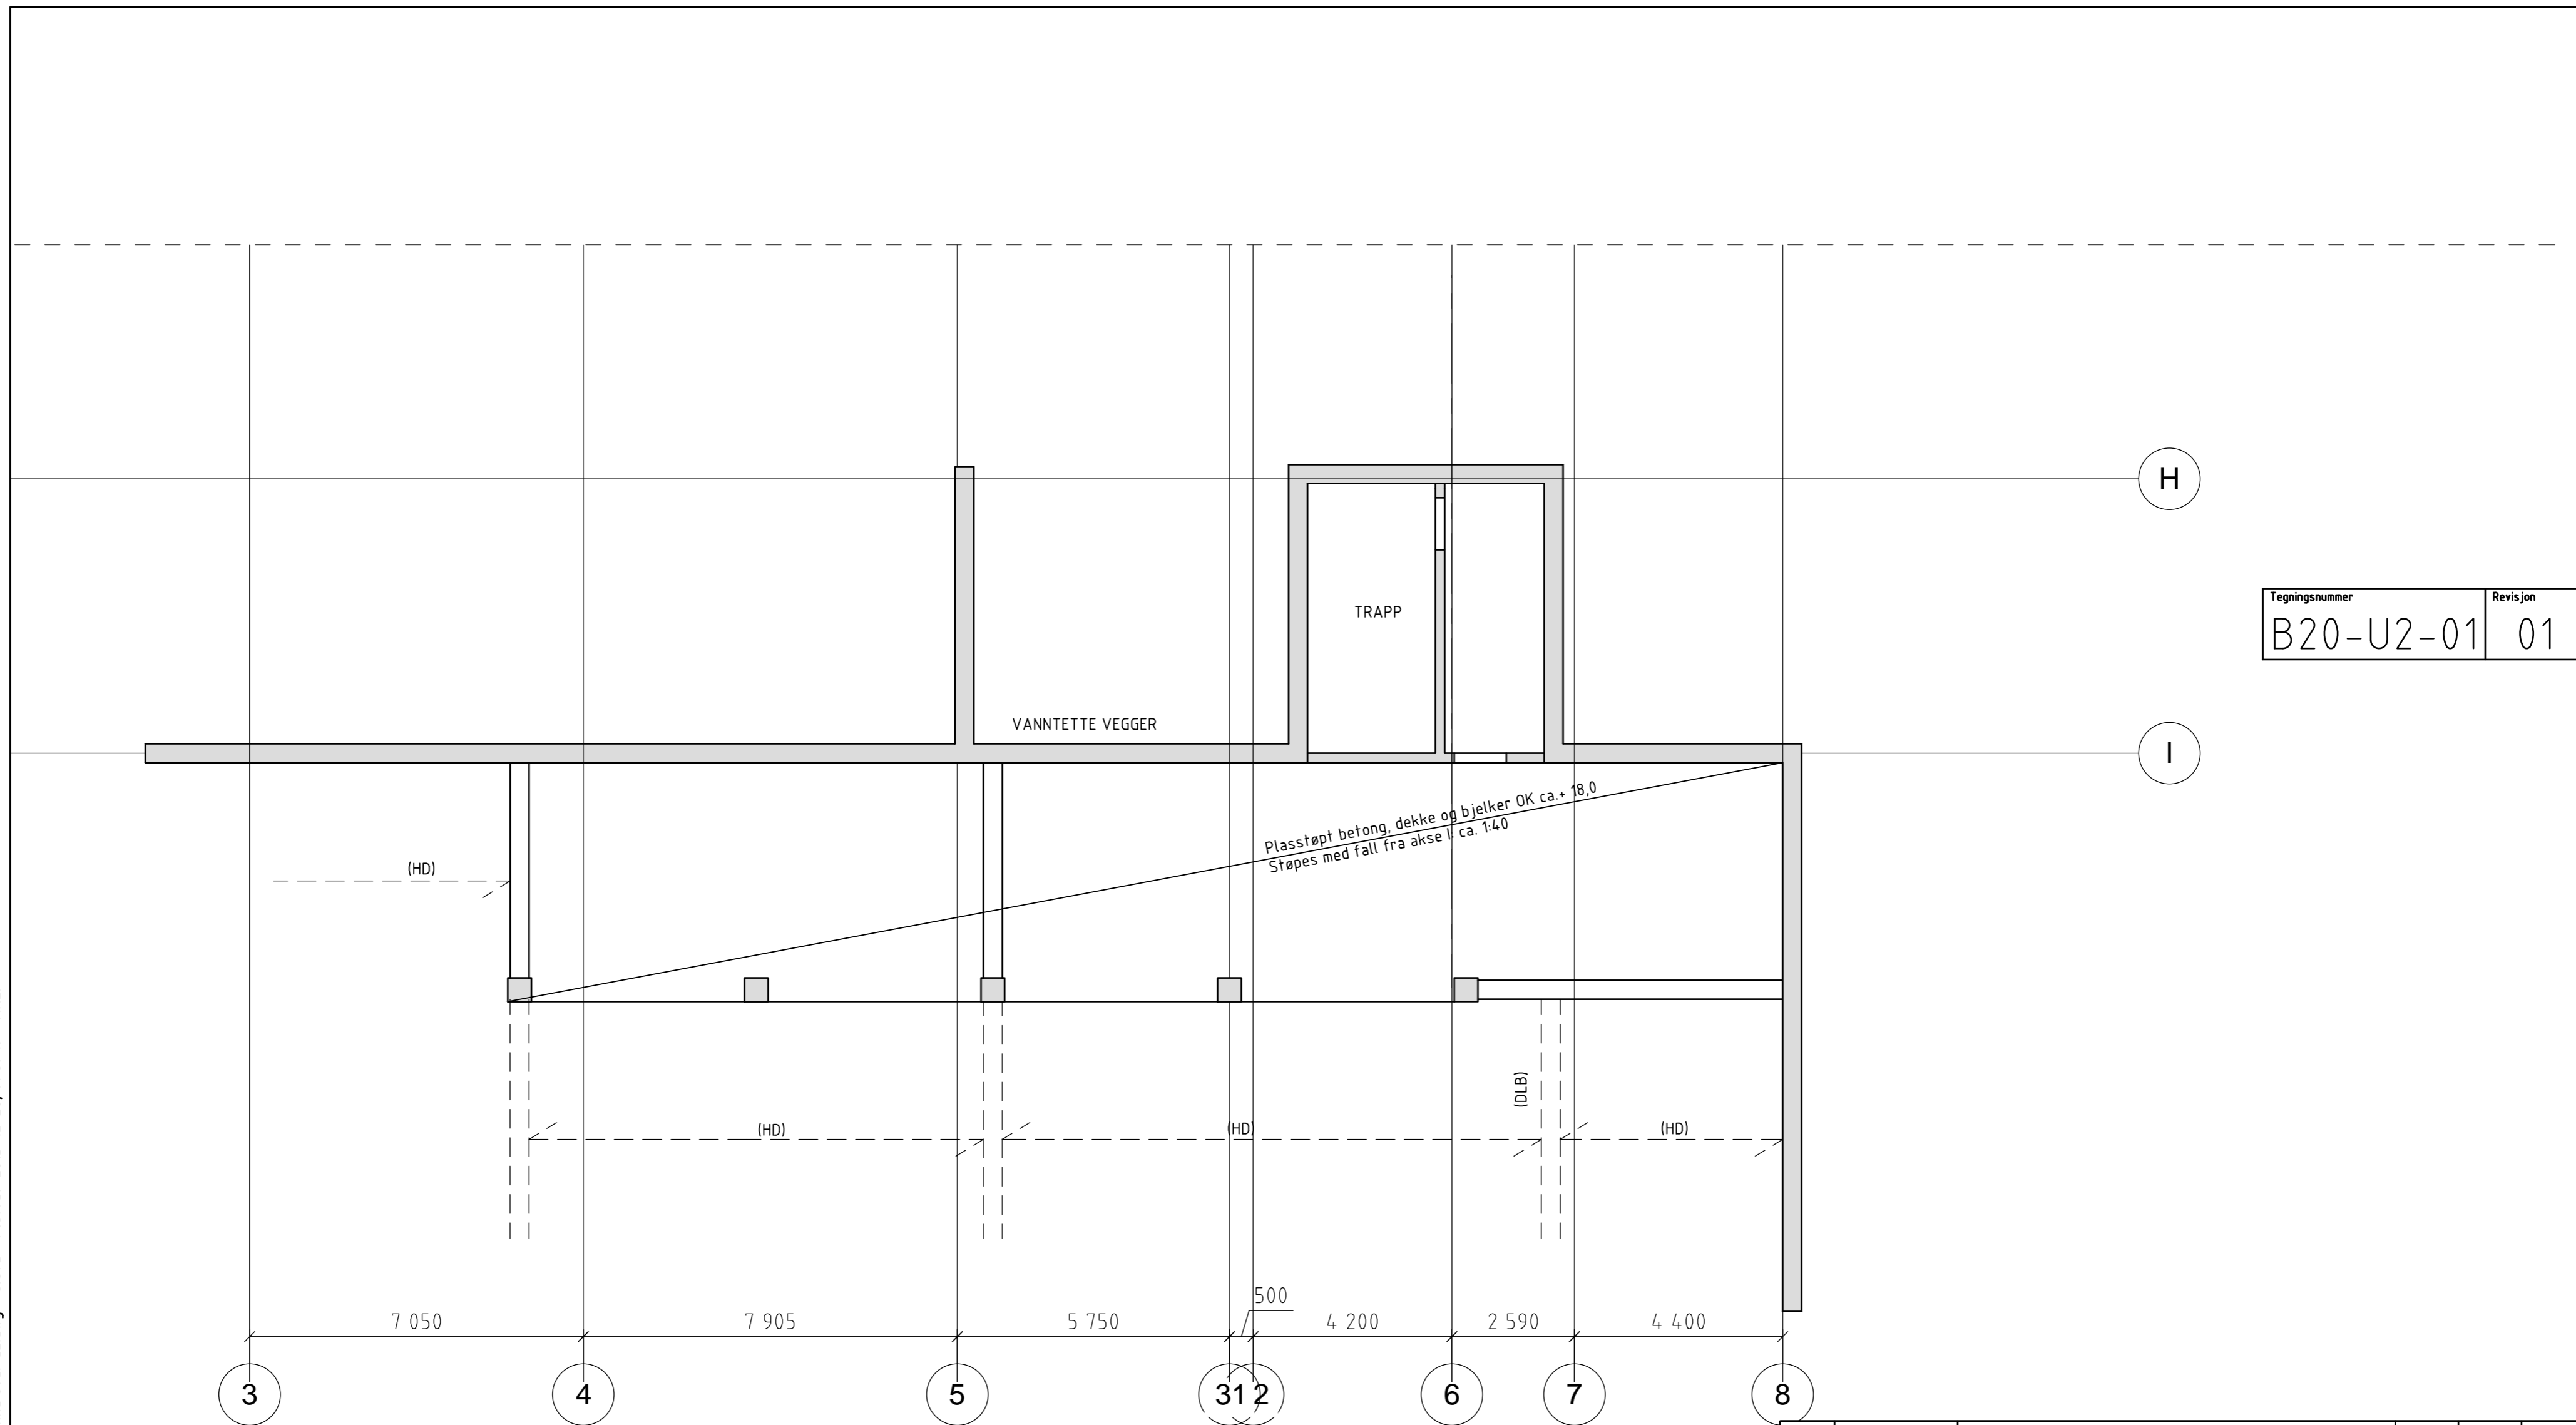 H
Tegningsnummer
Revisjon
B20-U2-01
01
TRAPP
VANNTETTE VEGGER
I
Plasstøpt betong, dekke og bjelker OK ca.+ 18,0
Støpes med fall fra akse I: ca. 1:40
(HD)
(DLB)
(HD)
(HD)
(HD)
500
7 050
7 905
5 750
4 200
2 590
4 400
3
4
5
31
2
6
7
8